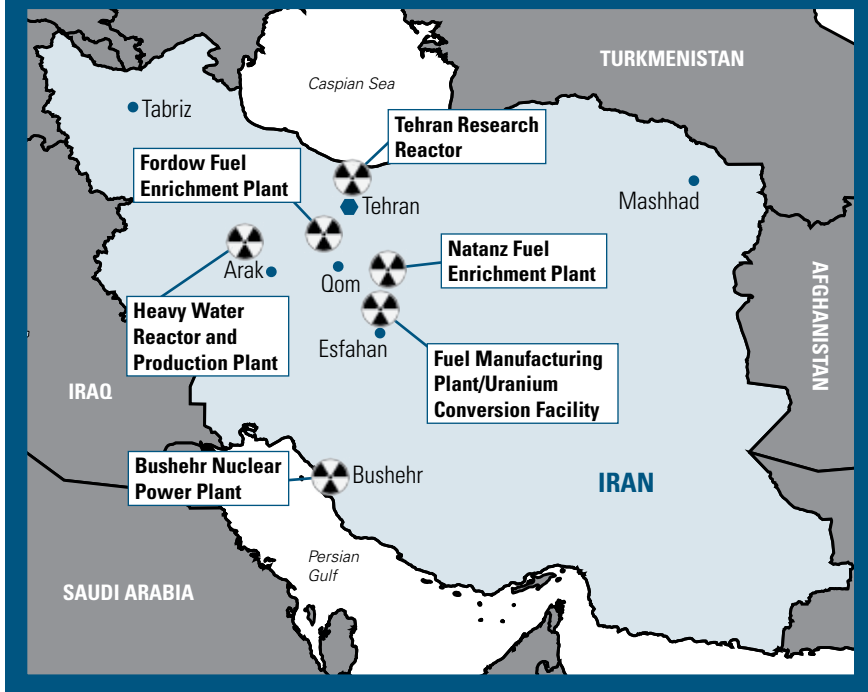 TURKMENISTAN
Caspian Sea
Tabriz
Tehran Research
Reactor
Fordow Fuel
Enrichment Plant
Mashhad
Tehran
Natanz Fuel
Enrichment Plant
Arak
Qom
AFGHANISTAN
Heavy Water
Reactor and
Production Plant
Esfahan
Fuel Manufacturing
Plant/Uranium
Conversion Facility
IRAQ
Bushehr Nuclear
Power Plant
Bushehr
IRAN
Persian
Gulf
SAUDI ARABIA